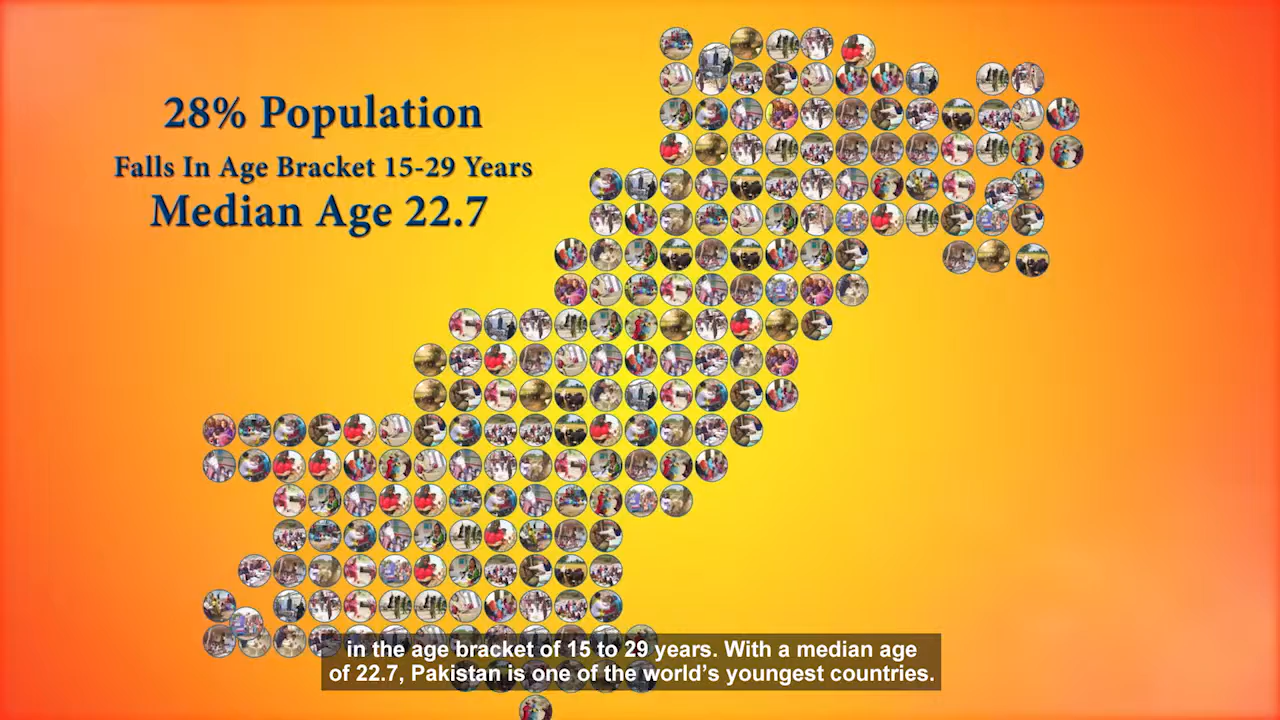 28% Population
Falls In Age Bracket 15-29 Years
Median Age 22.7
in the age bracket of 15 to 29 years. With a median age
of 22.7, Pakistan is one of the world's youngest countries.